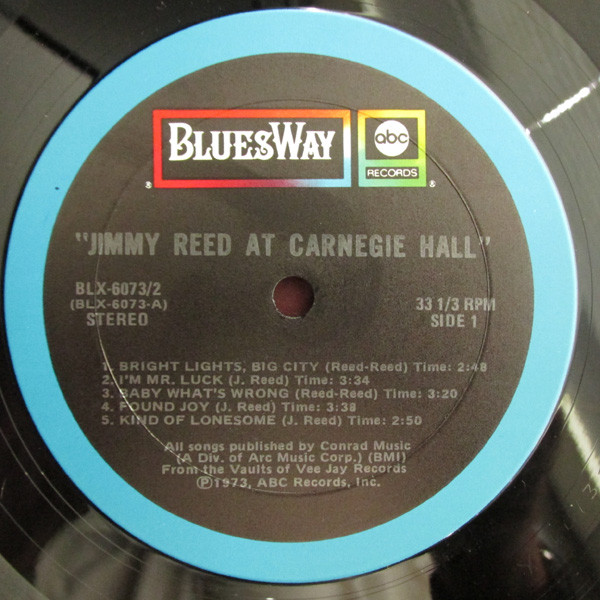 BLUESWAY
abc
RECORDS
® ®
"JIMMY REED AT CARNEGIE HALL"
BLX-6073/2
(BLX-6073-A)
STEREO
33 1/3 RPM
SIDE 1
1. BRIGHT LIGHTS, BIG CITY (Reed-Reed) Time: 2:48
2. I'M MR. LUCK (J. Reed) Time: 3:34
3. BABY WHAT'S WRONG (Reed-Reed) Time: 3:20
4. FOUND JOY (J. Reed) Time: 3:38
5. KIND OF LONESOME (J. Reed) Time: 2:50
All songs published by Conrad Music
(A Div. of Arc Music Corp.) (BMI)
From the Vaults of Vee Jay Records
℗1973, ABC Records, Inc.